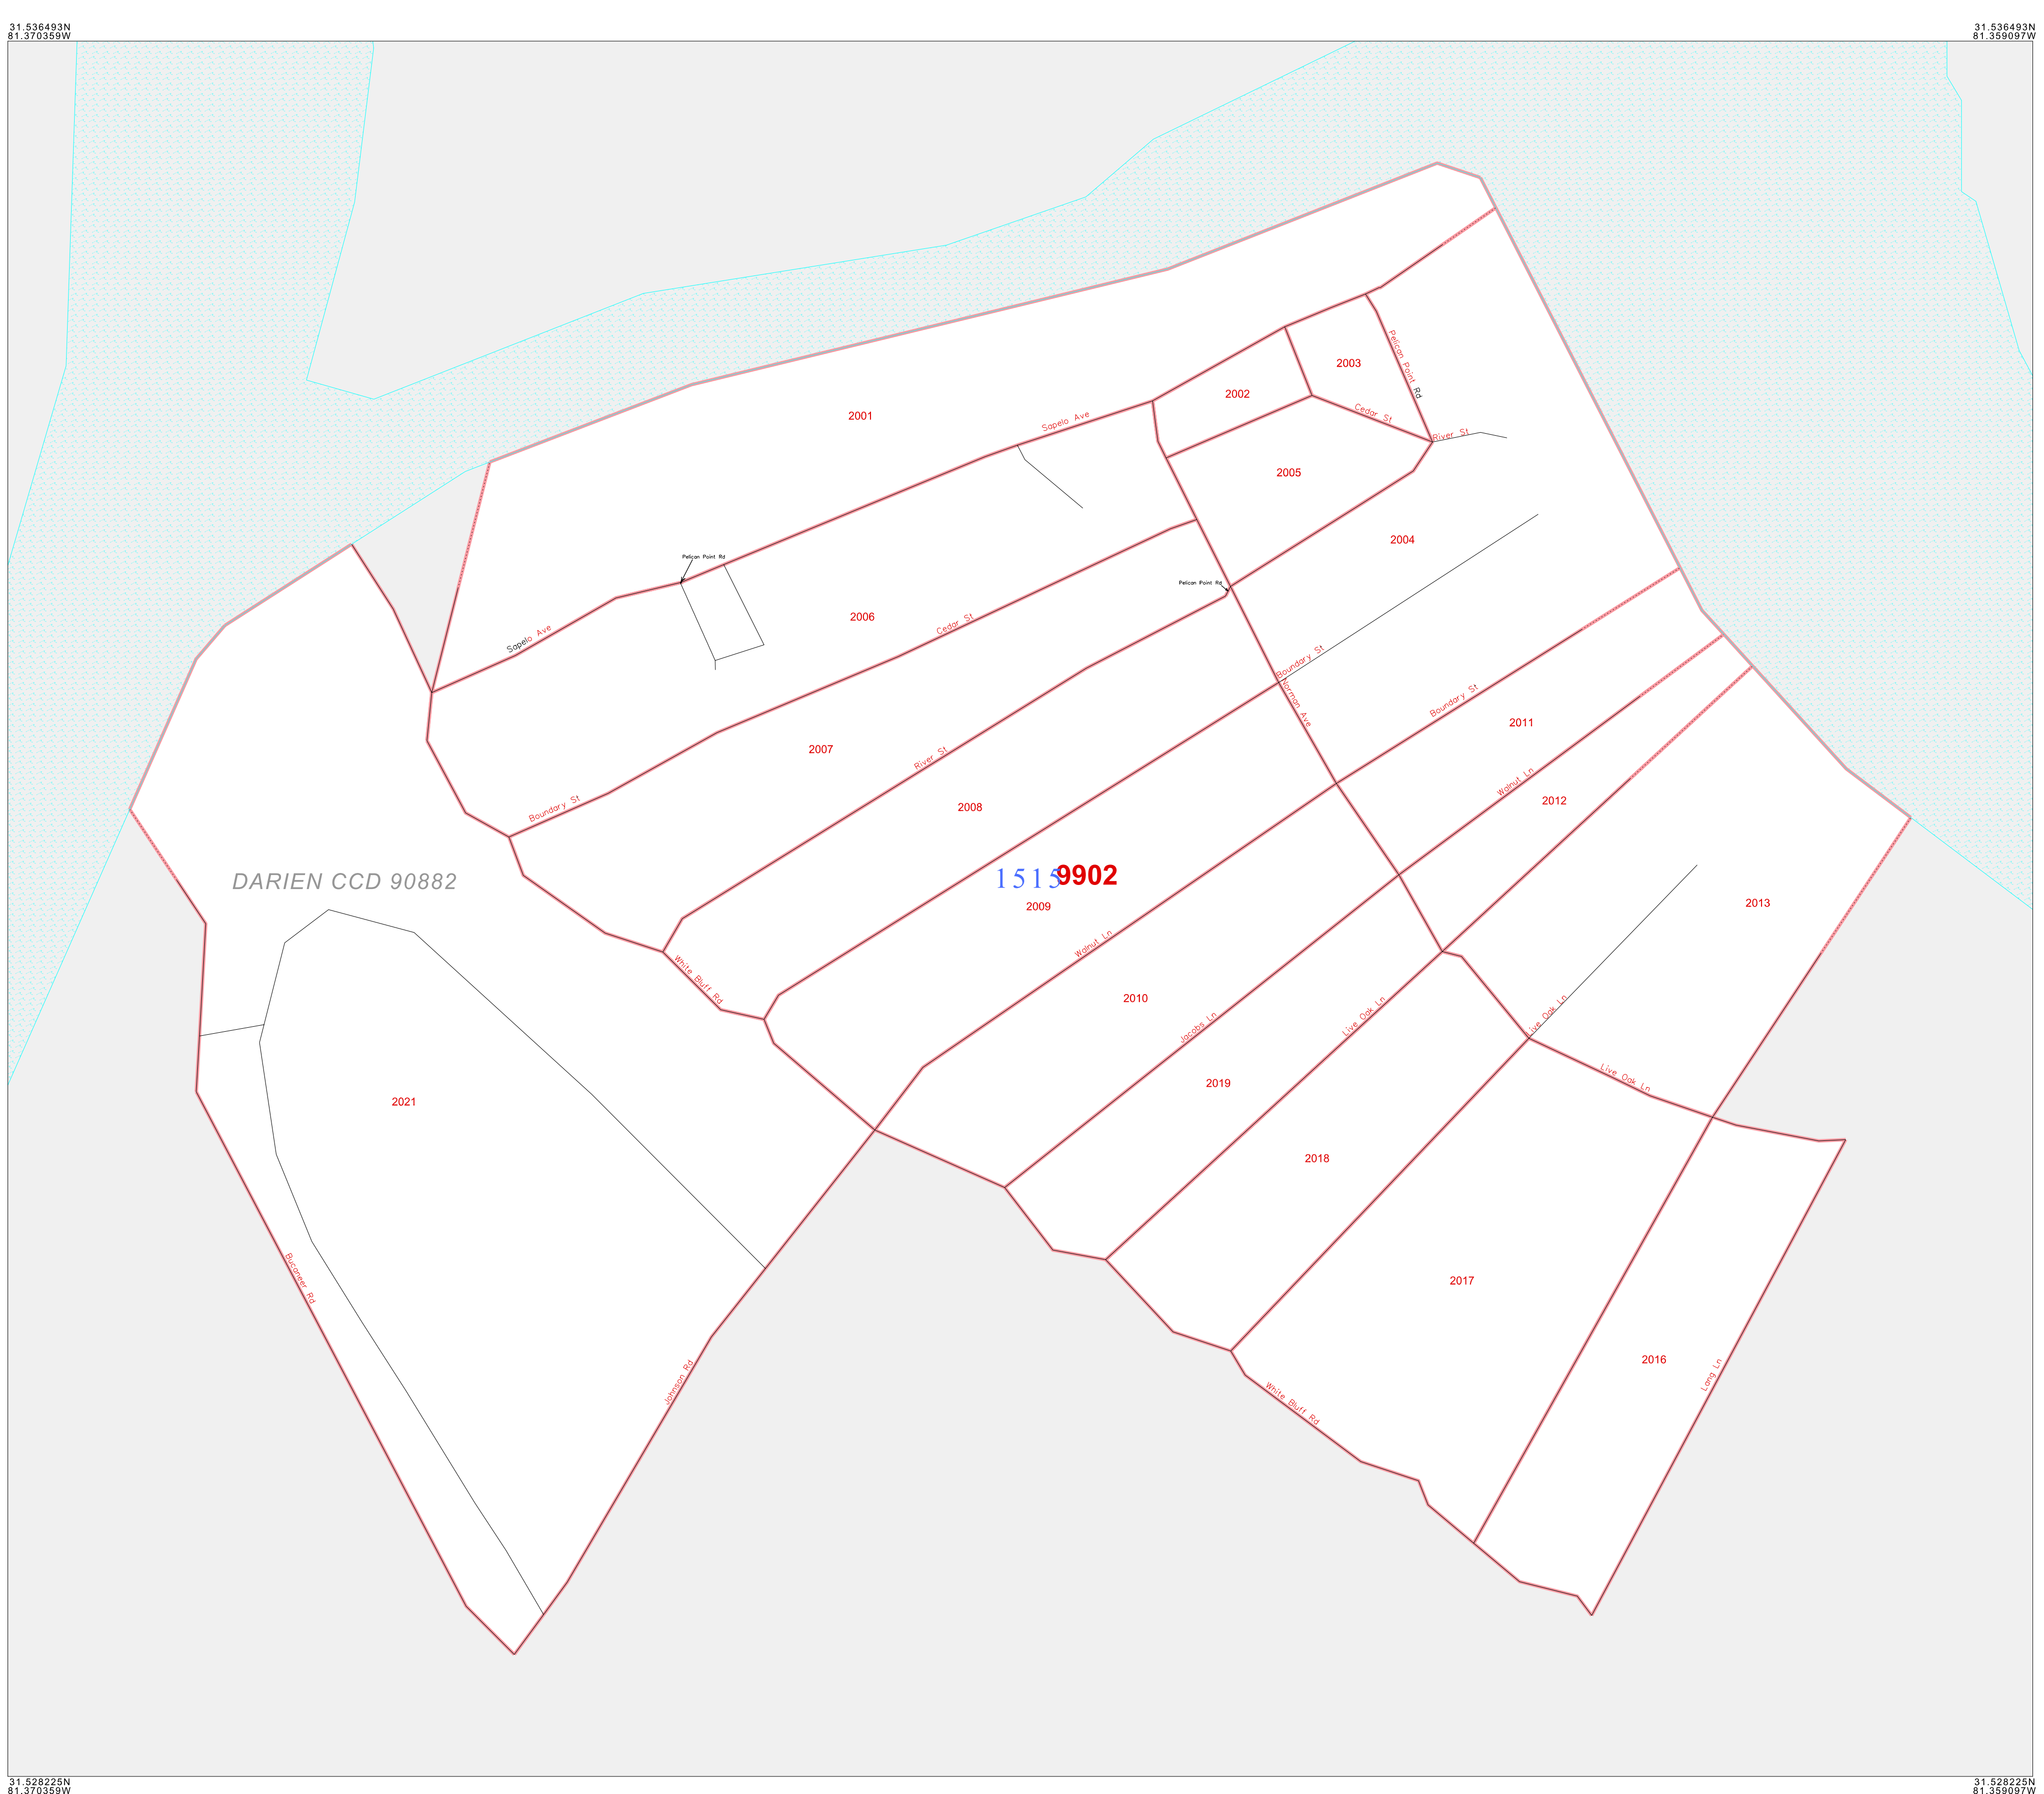 31.536493N
81.370359W
31.536493N
81.359097W
2003
Pelican Point Rd
2002
Cedar St
2001
Sapelo Ave
River St
2005
2004
Pelican Point Rd
Pelican Point Rd
2006
Cedar St
Sapelo Ave
Boundary St
Norman Ave
Boundary St
2011
2007
River St
Walnut Ln
2012
Boundary St
2008
DARIEN CCD 90882
1515
9902
2009
2013
Walnut Ln
White Bluff Rd
2010
Jacobs Ln
Live Oak Ln
Live Oak Ln
Live Oak Ln
2019
2021
2018
Bucaneer Rd
2017
Johnson Rd
2016
Lang Ln
White Bluff Rd
31.528225N
81.370359W
31.528225N
81.359097W